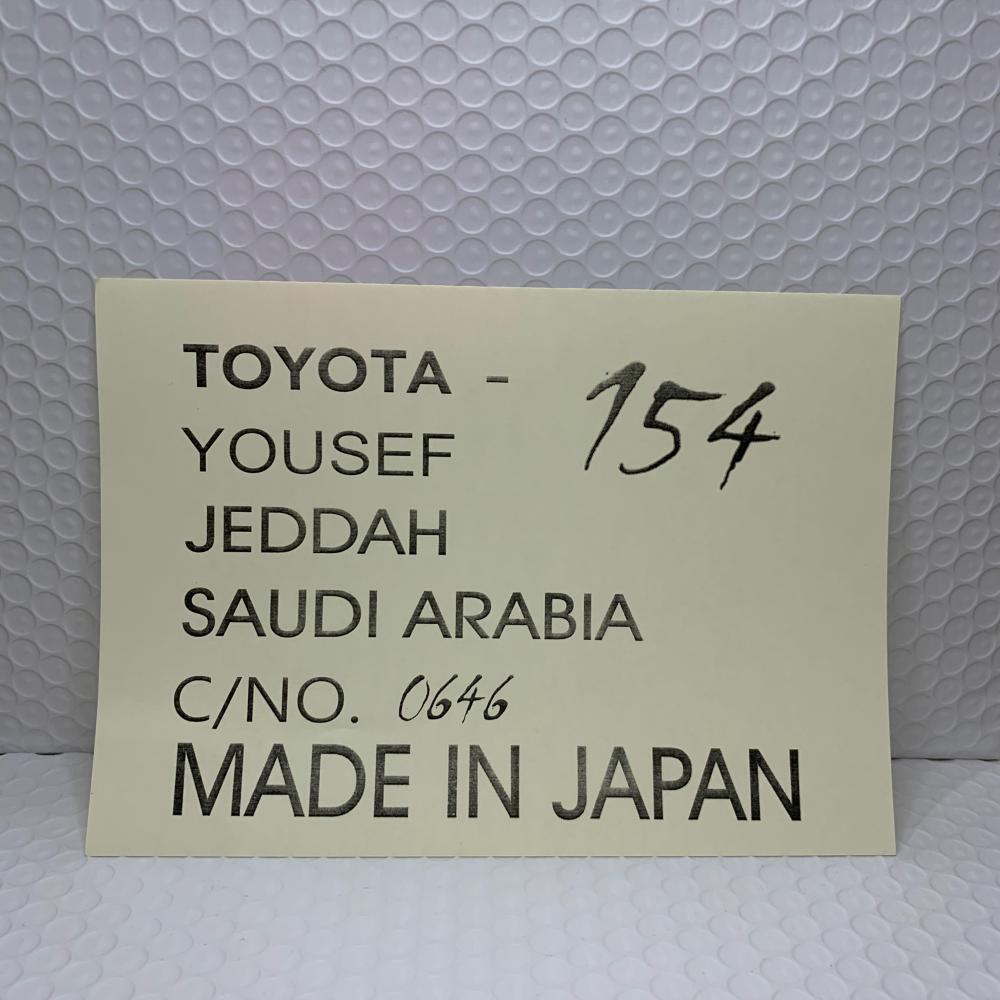 TOYOTA - 154
YOUSEF
JEDDAH
SAUDI ARABIA
C/NO. 0646
MADE IN JAPAN